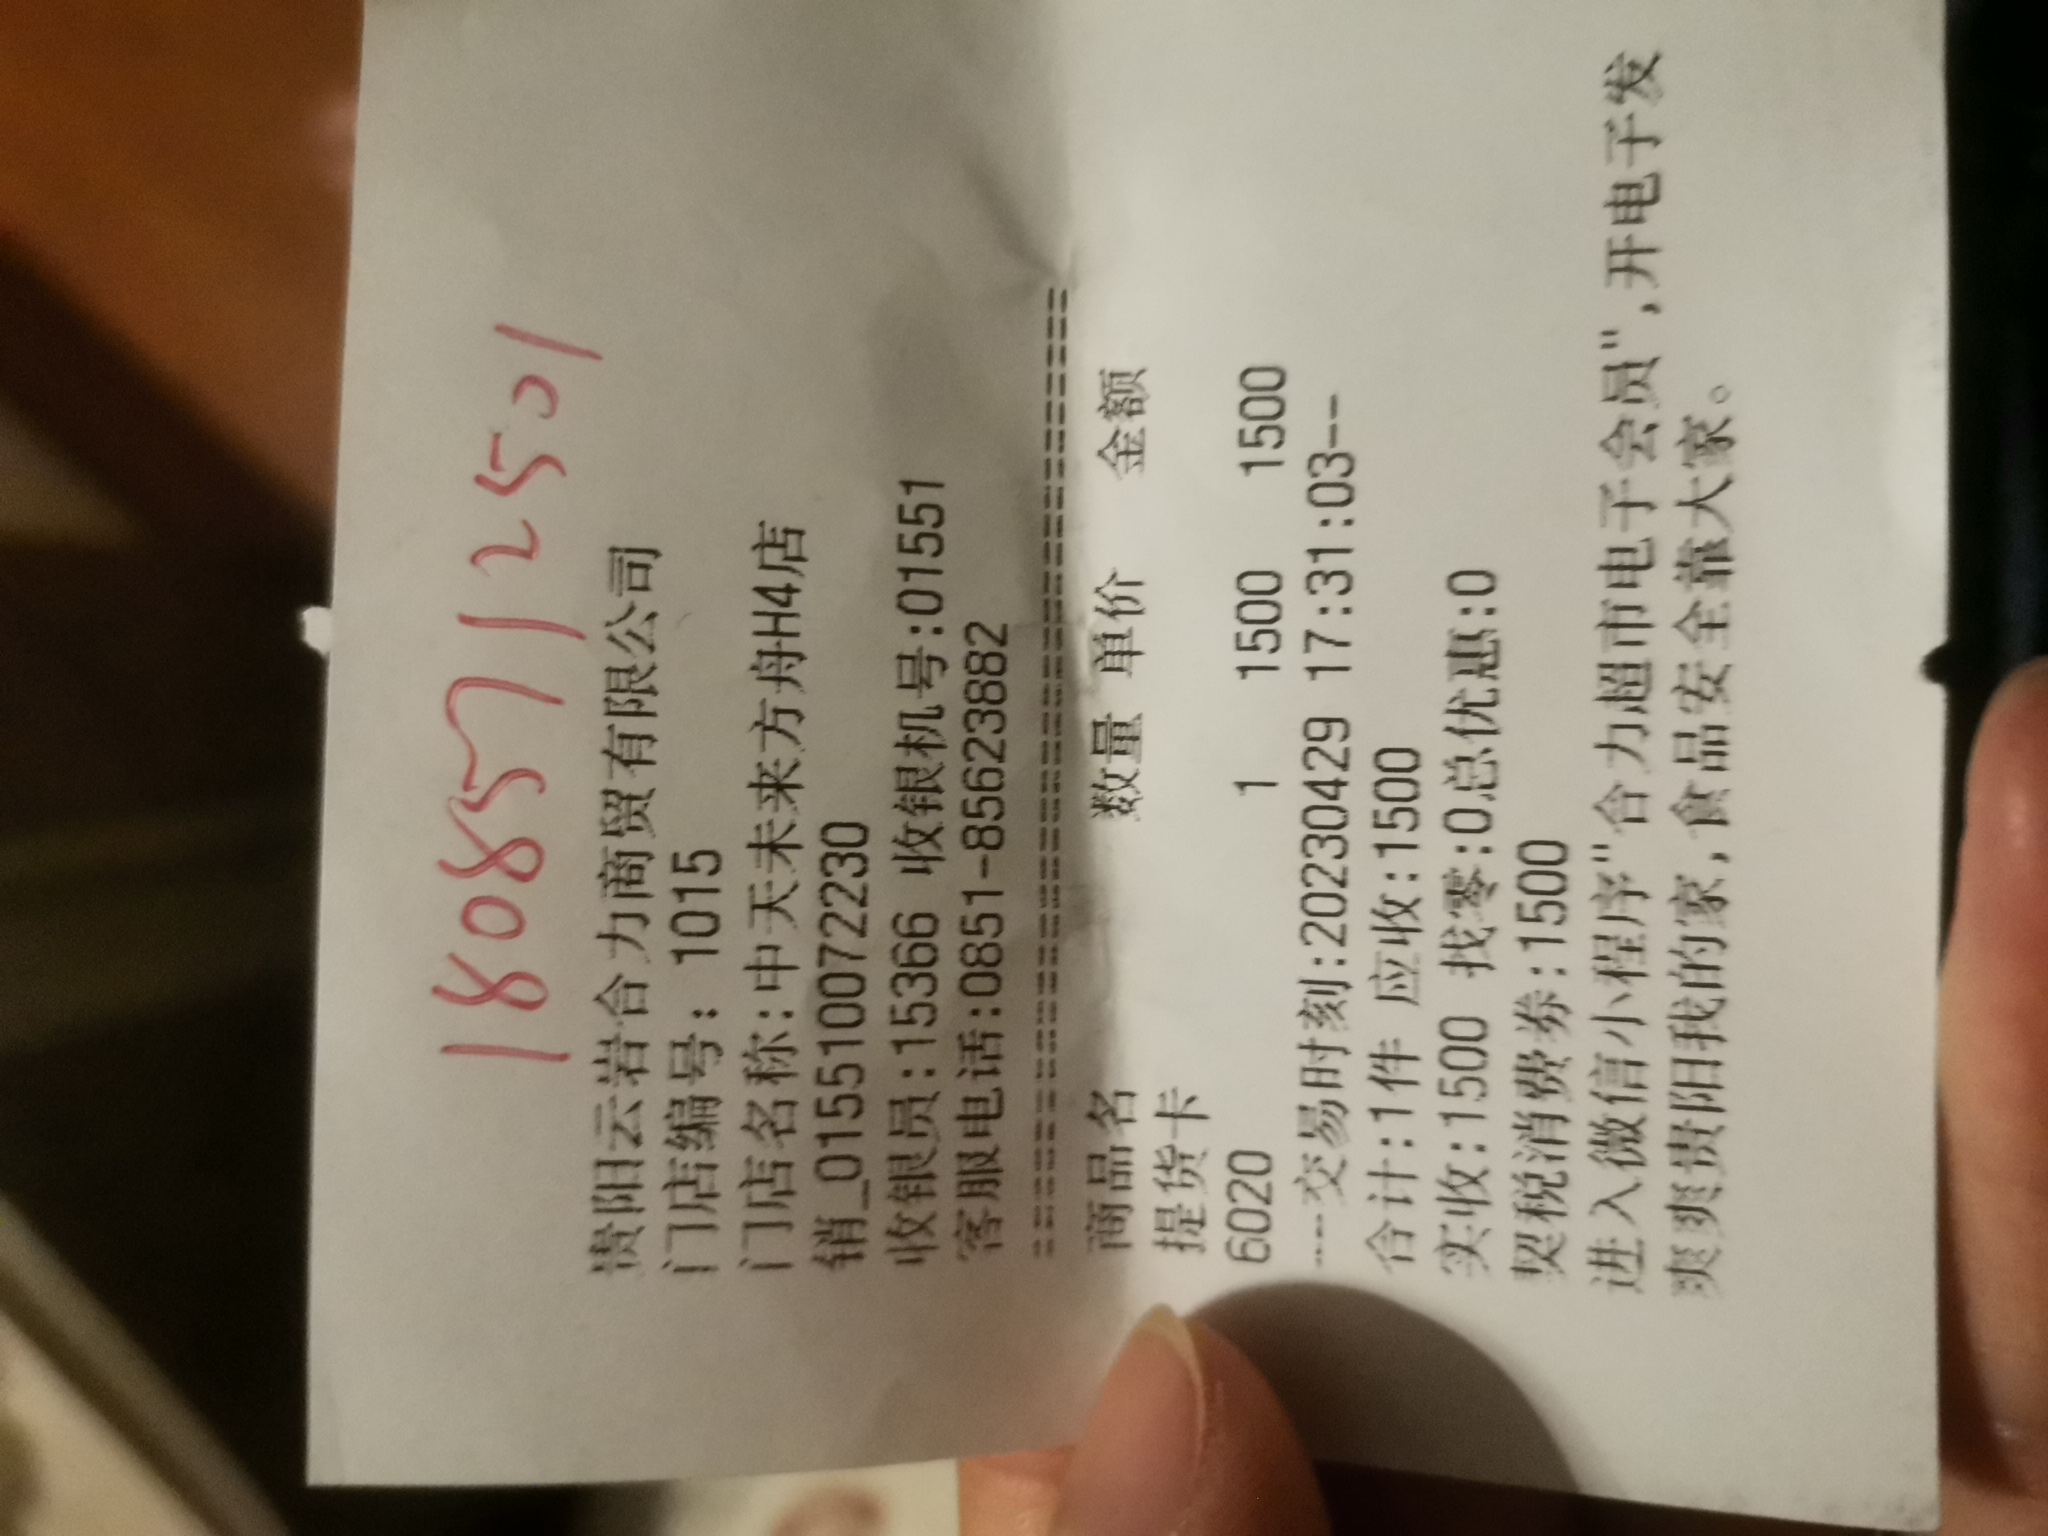 18085712501
贵阳云岩合力商贸有限公司
门店编号: 1015
门店名称:中天未来方舟H4店
销_015510072230
收银员:15366 收银机号:01551
客服电话:0851-85623882
================================
商品名 数量 单价 金额
提货卡
6020 1 1500 1500
---交易时刻:20230429 17:31:03--
合计:1件 应收:1500
实收:1500 找零:0总优惠:0
契税消费券:1500
进入微信小程序"合力超市电子会员",开电子发
爽爽贵阳我的家,食品安全靠大家。